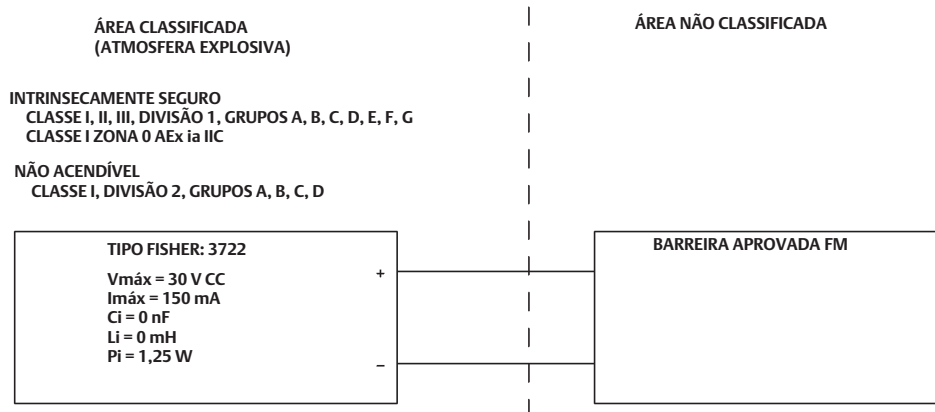 ÁREA CLASSIFICADA
(ATMOSFERA EXPLOSIVA)
ÁREA NÃO CLASSIFICADA
INTRINSECAMENTE SEGURO
CLASSE I, II, III, DIVISÃO 1, GRUPOS A, B, C, D, E, F, G
CLASSE I ZONA 0 AEx ia IIC
NÃO ACENDÍVEL
CLASSE I, DIVISÃO 2, GRUPOS A, B, C, D
TIPO FISHER: 3722
Vmáx = 30 V CC
Imáx = 150 mA
Ci = 0 nF
Li = 0 mH
Pi = 1,25 W
+
–
BARREIRA APROVADA FM